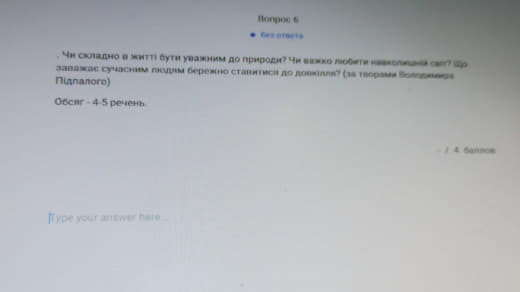 Вопрос 6
Без ответа
. Чи складно в житті бути уважним до природи? Чи важко любити навколишній світ? Що
заважає сучасним людям бережно ставитися до довкілля? (за творами Володимира
Підпалого)
Обсяг - 4-5 речень.
- / 4 баллов
Type your answer here...